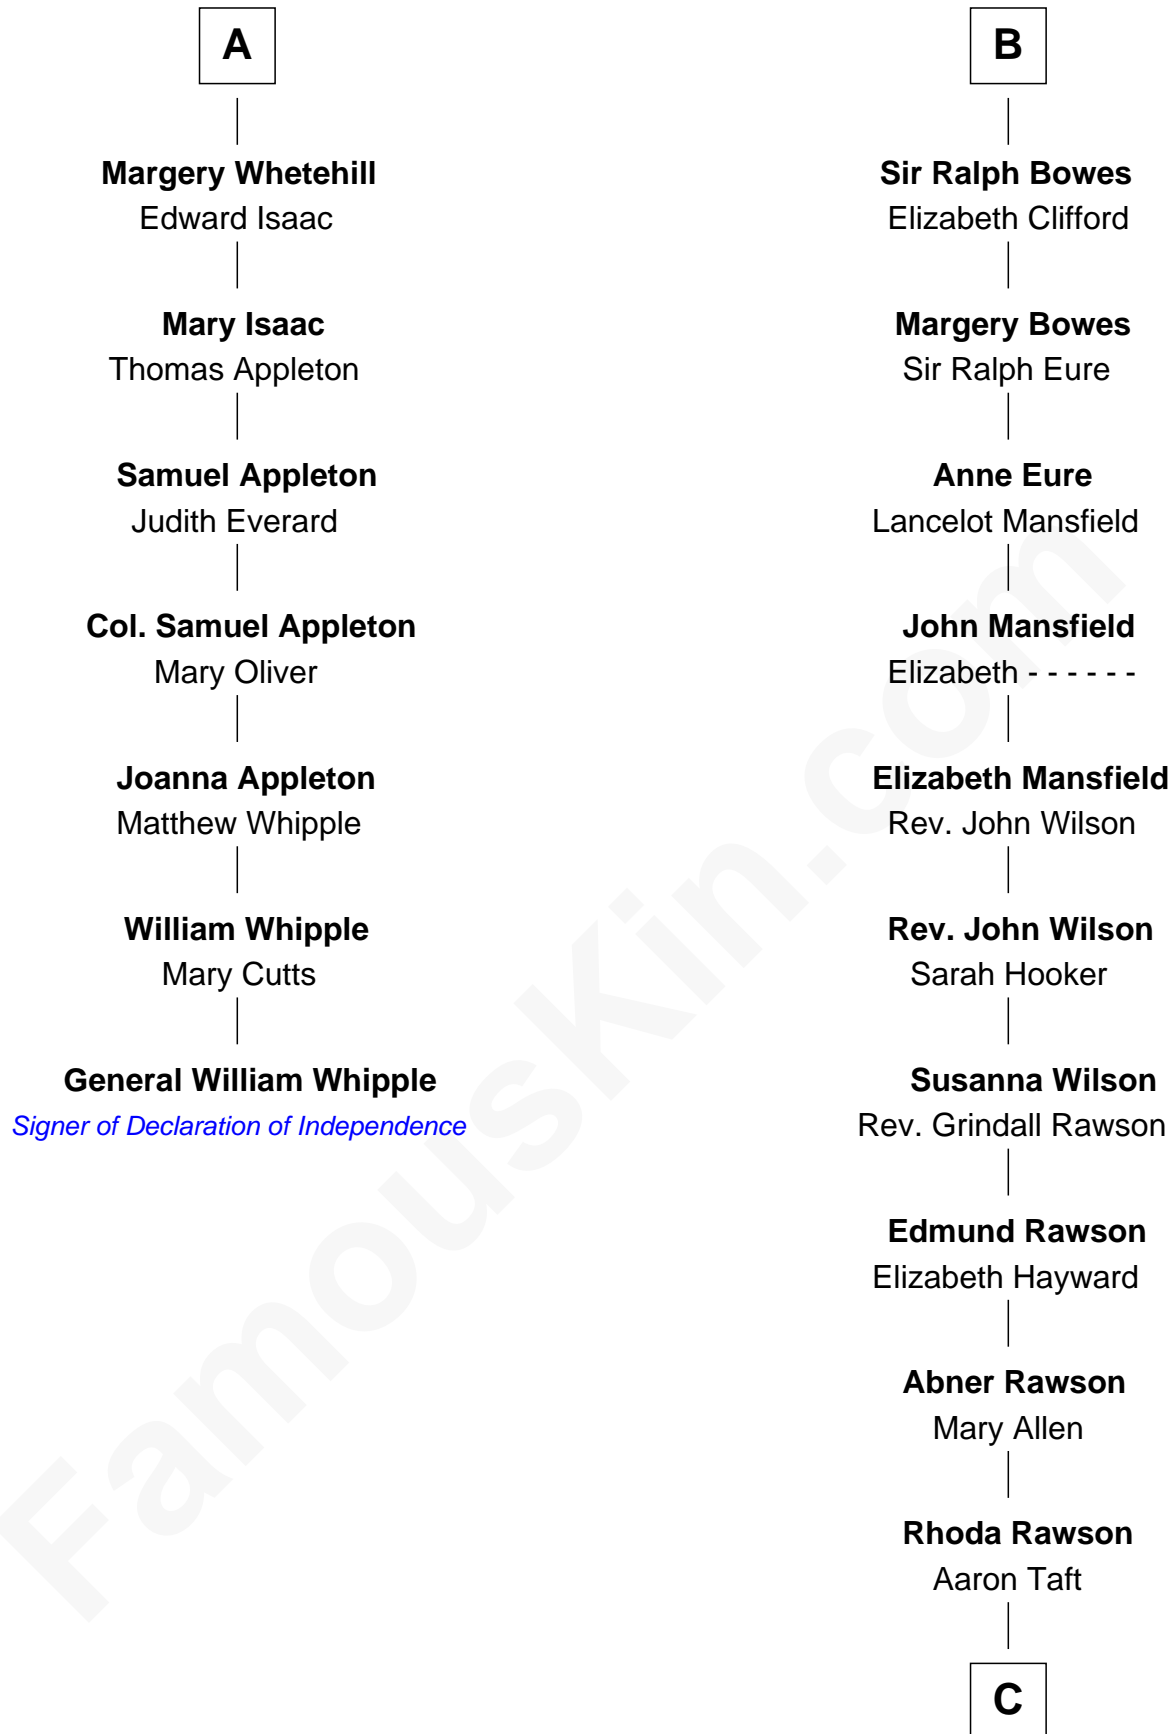 A
Margery Whetehill
Edward Isaac
Mary Isaac
Thomas Appleton
Samuel Appleton
Judith Everard
Col. Samuel Appleton
Mary Oliver
Joanna Appleton
Matthew Whipple
William Whipple
Mary Cutts
General William Whipple
Signer of Declaration of Independence
B
Sir Ralph Bowes
Elizabeth Clifford
Margery Bowes
Sir Ralph Eure
Anne Eure
Lancelot Mansfield
John Mansfield
Elizabeth - - - - - -
Elizabeth Mansfield
Rev. John Wilson
Rev. John Wilson
Sarah Hooker
Susanna Wilson
Rev. Grindall Rawson
Edmund Rawson
Elizabeth Hayward
Abner Rawson
Mary Allen
Rhoda Rawson
Aaron Taft
C
FamousKin.com